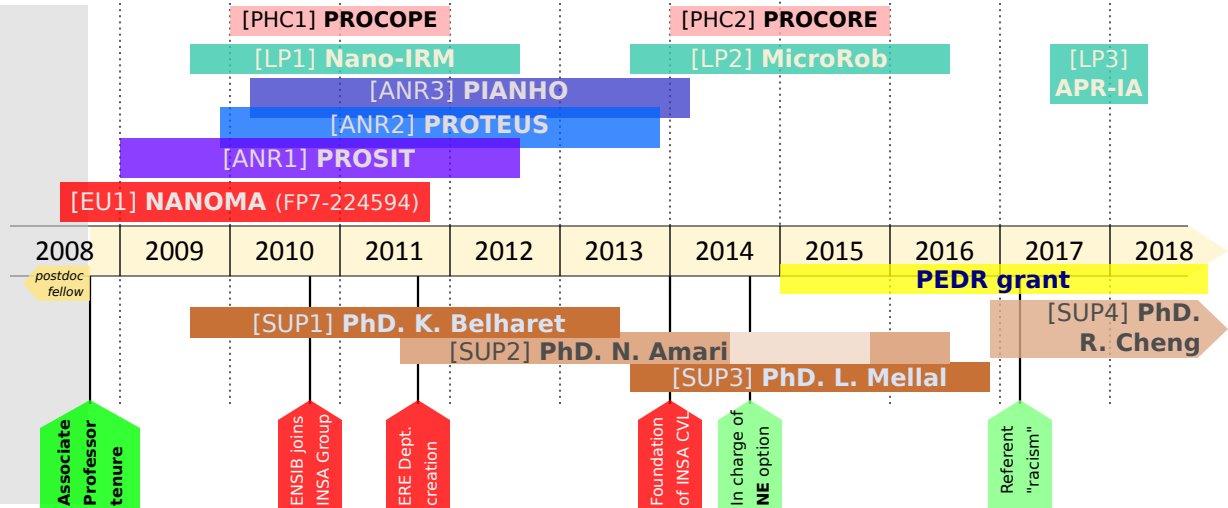 [PHC1] PROCOPE
[PHC2] PROCORE
[LP1] Nano-IRM
[LP2] MicroRob
[LP3]
APR-IA
[ANR3] PIANHO
[ANR2] PROTEUS
[ANR1] PROSIT
[EU1] NANOMA (FP7-224594)
2008 2009 2010 2011 2012 2013 2014 2015 2016 2017 2018
postdoc
fellow
PEDR grant
[SUP1] PhD. K. Belharet
[SUP2] PhD. N. Amari
[SUP3] PhD. L. Mellal
[SUP4] PhD.
R. Cheng
Associate
Professor
tenure
ENSIB joins
INSA Group
ERE Dept.
creation
Foundation
of INSA CVL
In charge of
NE option
Referent
"racism"